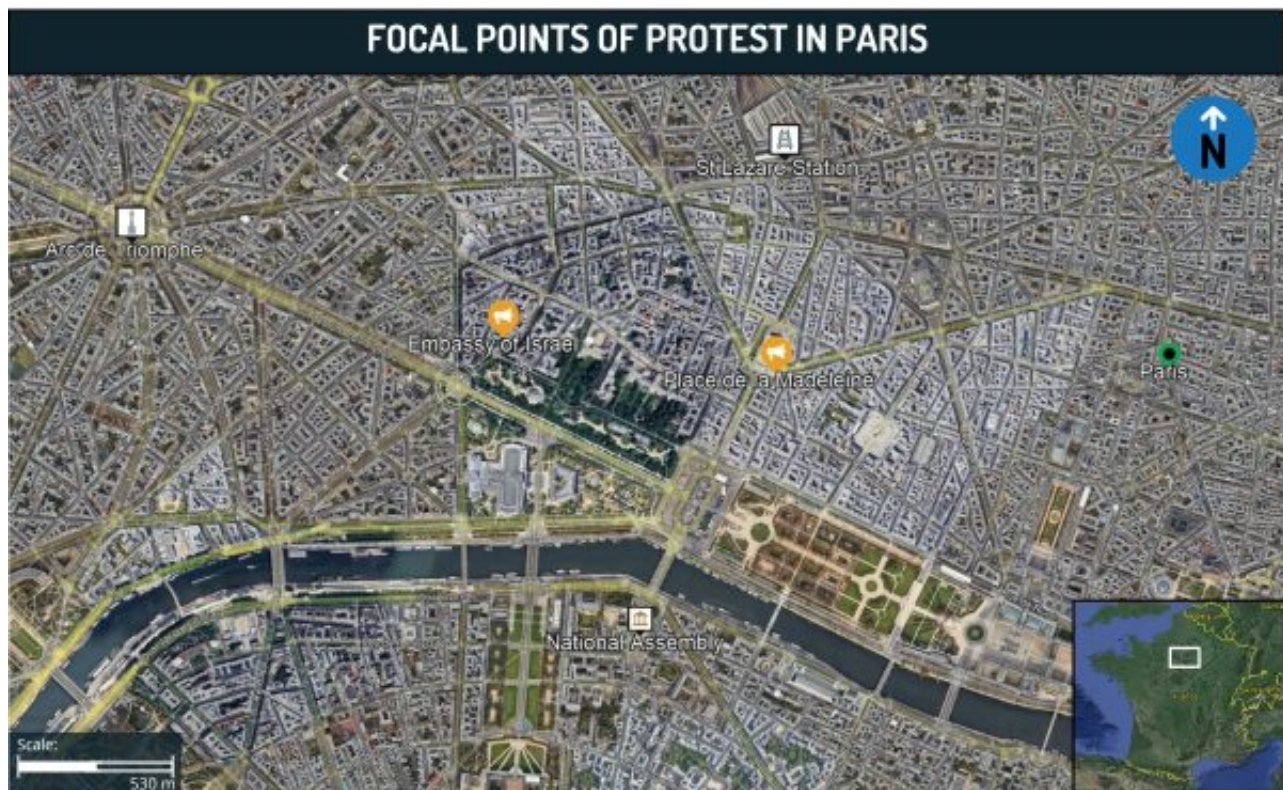 FOCAL POINTS OF PROTEST IN PARIS
N
St Lazare Station
Arc de Triomphe
Embassy of Israel
Place de la Madeleine
Paris
National Assembly
Scale:
530 m